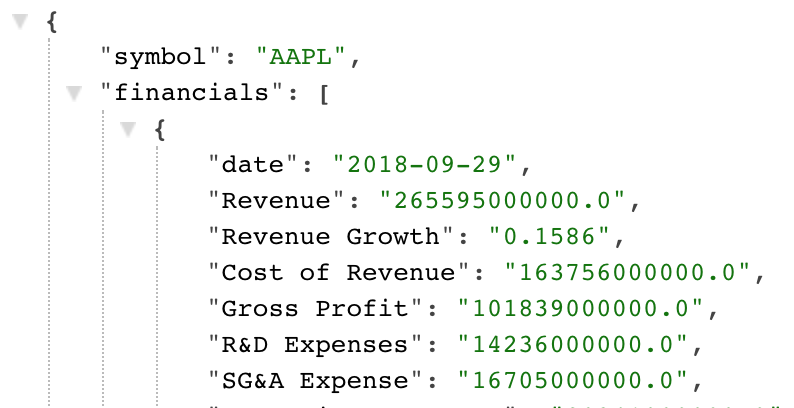 {
"symbol": "AAPL",
"financials": [
{
"date": "2018-09-29",
"Revenue": "265595000000.0",
"Revenue Growth": "0.1586",
"Cost of Revenue": "163756000000.0",
"Gross Profit": "101839000000.0",
"R&D Expenses": "14236000000.0",
"SG&A Expense": "16705000000.0",